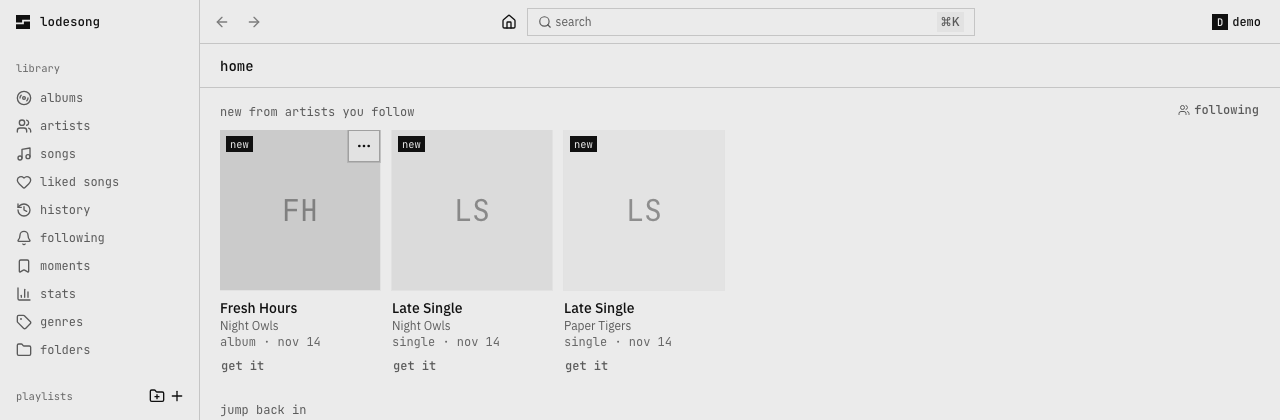 lodesong
search
⌘K
D demo
library
albums
artists
songs
liked songs
history
following
moments
stats
genres
folders
playlists
home
new from artists you follow
following
new
FH
Fresh Hours
Night Owls
album · nov 14
get it
new
LS
Late Single
Night Owls
single · nov 14
get it
new
LS
Late Single
Paper Tigers
single · nov 14
get it
jump back in